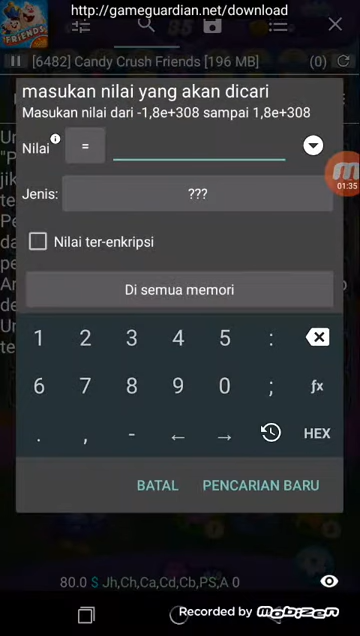 http://gameguardian.net/download
FRIENDS
[6482] Candy Crush Friends [196 MB]
(0)
masukan nilai yang akan dicari
Masukan nilai dari -1,8e+308 sampai 1,8e+308
Nilai
=
Jenis:
???
01:35
Nilai ter-enkripsi
Di semua memori
1 2 3 4 5 :
6 7 8 9 0 ; ƒx
. , - ← → HEX
BATAL PENCARIAN BARU
80.0 S Jh,Ch,Ca,Cd,Cb,PS,A 0
Recorded by mobizen